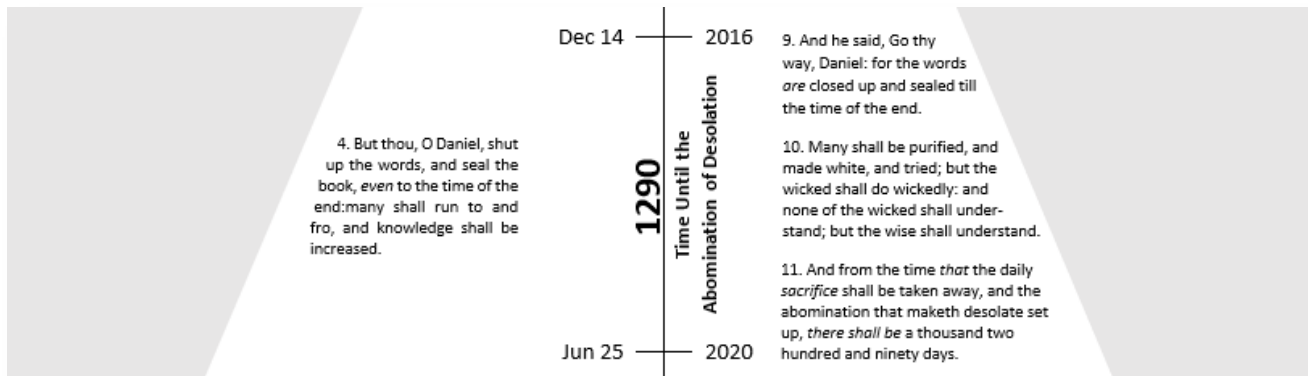 Dec 14
2016
4. But thou, O Daniel, shut
up the words, and seal the
book, even to the time of the
end:many shall run to and
fro, and knowledge shall be
increased.
1290
Time Until the
Abomination of Desolation
9. And he said, Go thy
way, Daniel: for the words
are closed up and sealed till
the time of the end.
10. Many shall be purified, and
made white, and tried; but the
wicked shall do wickedly: and
none of the wicked shall under-
stand; but the wise shall understand.
11. And from the time that the daily
sacrifice shall be taken away, and the
abomination that maketh desolate set
up, there shall be a thousand two
hundred and ninety days.
Jun 25
2020